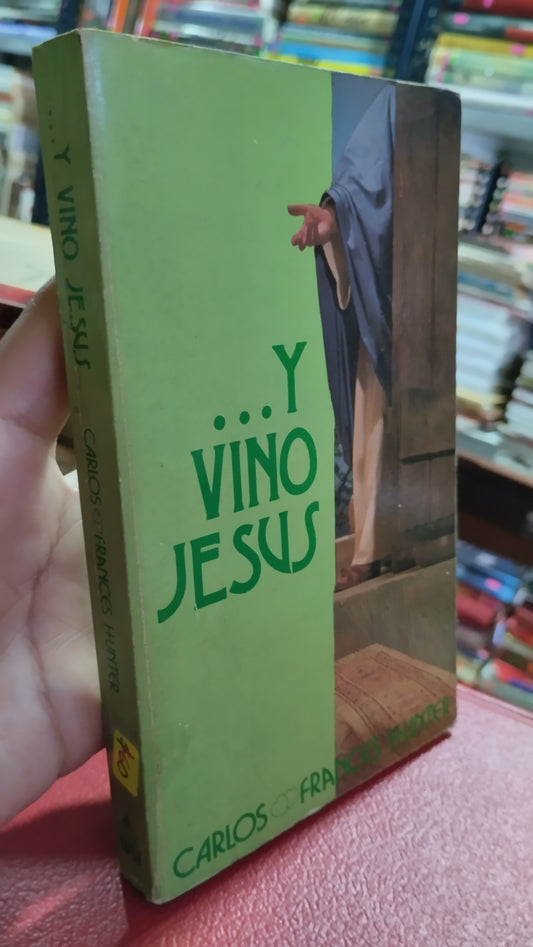 ...Y VINO JESUS CARLOS & FRANCES HUNTER
...Y
VINO
JESUS
CARLOS & FRANCES HUNTER